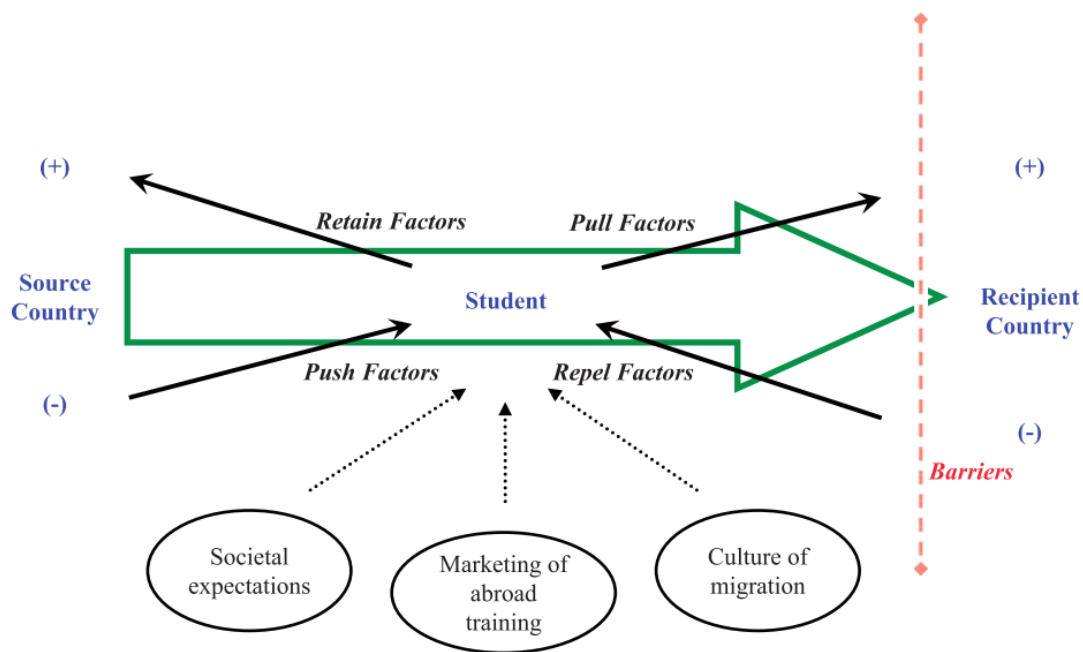 (+)
(+)
Retain Factors
Pull Factors
Source
Country
Student
Recipient
Country
Push Factors
Repel Factors
(-)
(-)
Barriers
Societal
expectations
Marketing of
abroad
training
Culture of
migration